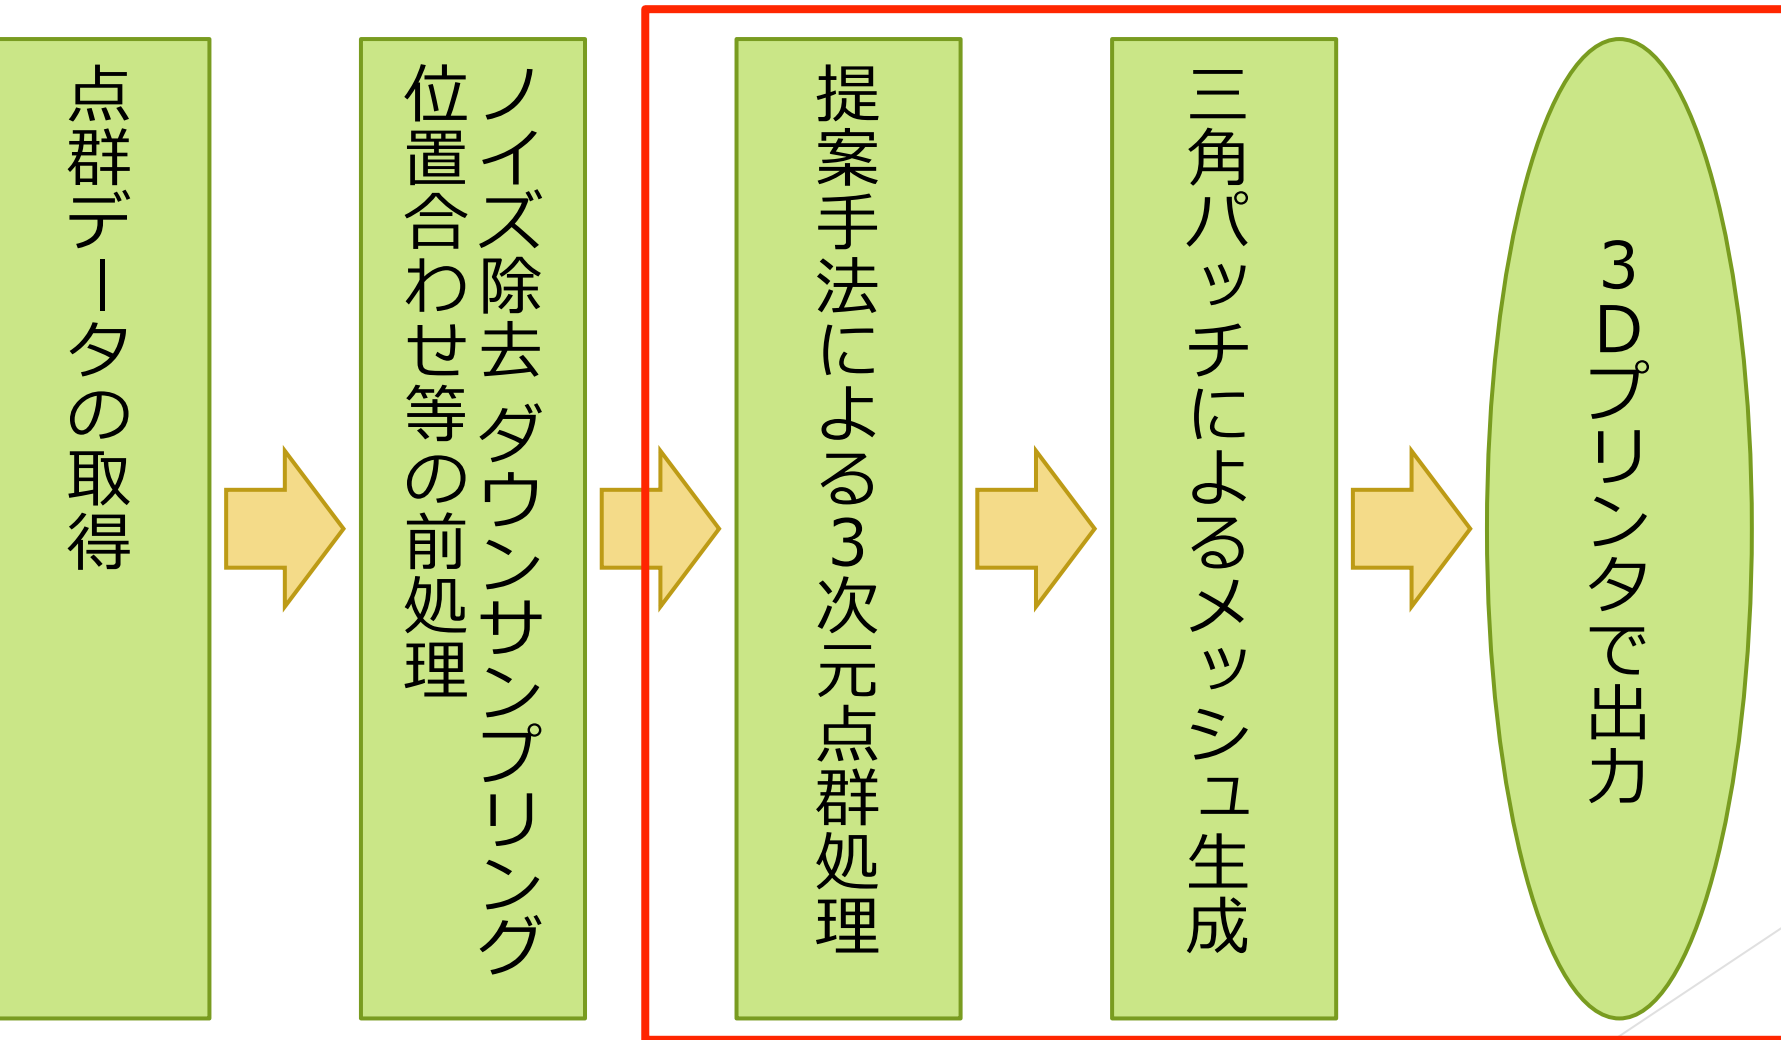 点群データの取得
ノイズ除去 ダウンサンプリング
位置合わせ等の前処理
提案手法による3次元点群処理
三角パッチによるメッシュ生成
3Dプリンタで出力